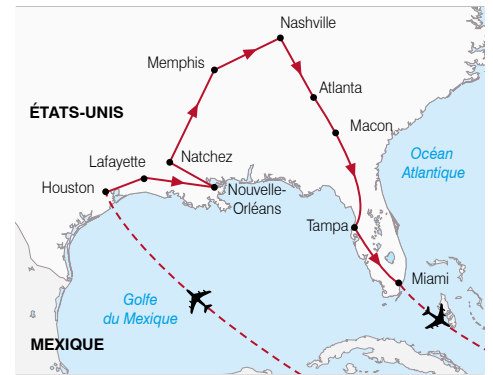 Nashville
Memphis
Atlanta
ÉTATS-UNIS
Macon
Océan
Atlantique
Lafayette
Natchez
Houston
Nouvelle-
Orléans
Tampa
Miami
Golfe
du Mexique
MEXIQUE